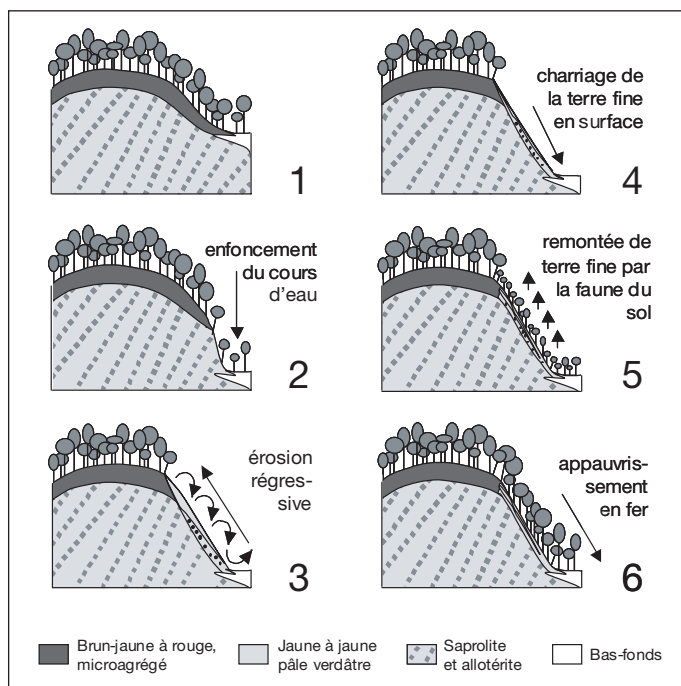 1
enfoncement
du cours
d'eau
2
érosion
régres-
sive
3
charriage de
la terre fine
en surface
4
remontée de
terre fine par
la faune du
sol
5
appauvris-
sement
en fer
6
Brun-jaune à rouge,
microagrégé
Jaune à jaune
pâle verdâtre
Saprolite
et allotérite
Bas-fonds